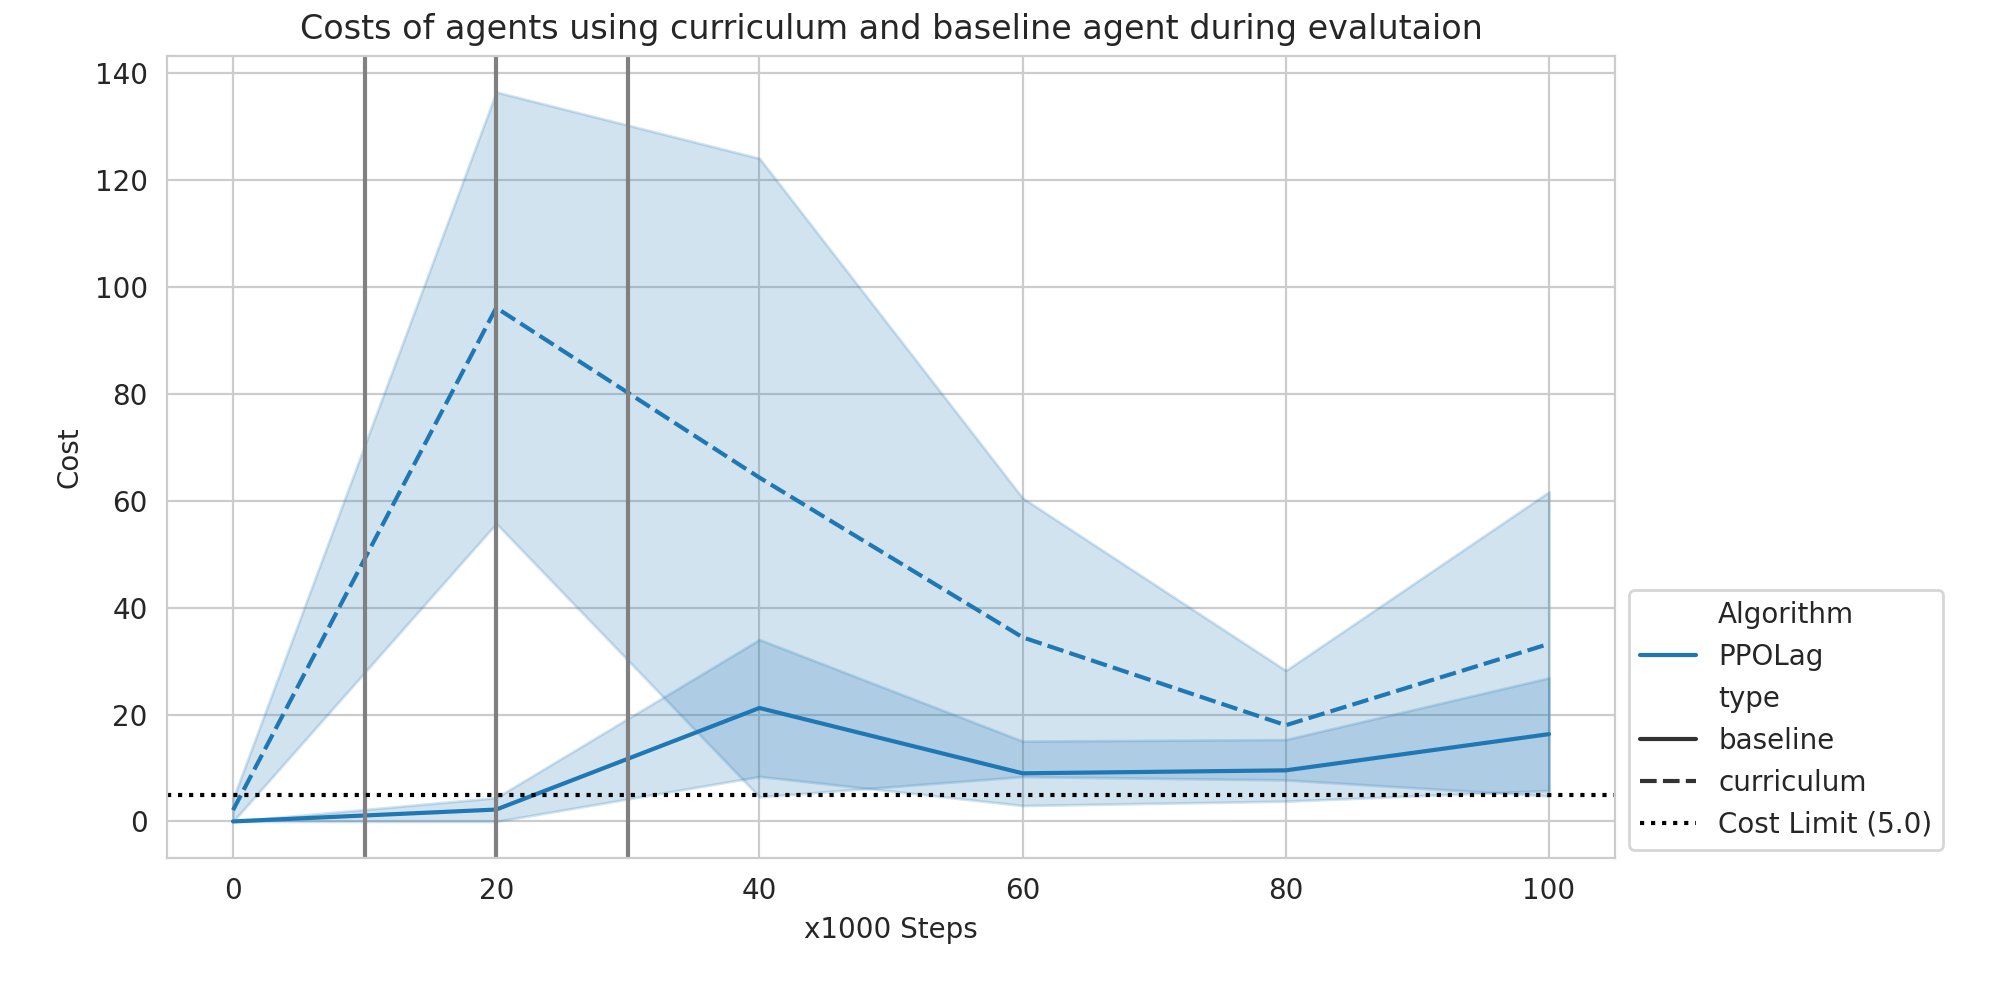 Costs of agents using curriculum and baseline agent during evalutaion
140
120
100
80
60
40
20
0
Cost
0 20 40 60 80 100
x1000 Steps
Algorithm
PPOLag
type
baseline
curriculum
Cost Limit (5.0)